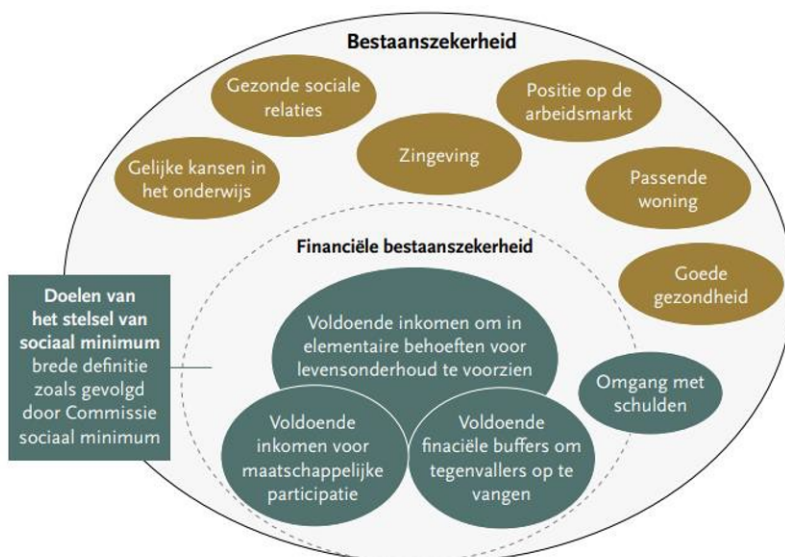 Bestaanszekerheid
Gezonde sociale
relaties
Positie op de
arbeidsmarkt
Zingeving
Gelijke kansen in
het onderwijs
Passende
woning
Goede
gezondheid
Financiële bestaanszekerheid
Doelen van
het stelsel van
sociaal minimum
brede definitie
zoals gevolgd
door Commissie
sociaal minimum
Voldoende inkomen om in
elementaire behoeften voor
levensonderhoud te voorzien
Omgang met
schulden
Voldoende
inkomen voor
maatschappelijke
participatie
Voldoende
finaciële buffers om
tegenvallers op te
vangen